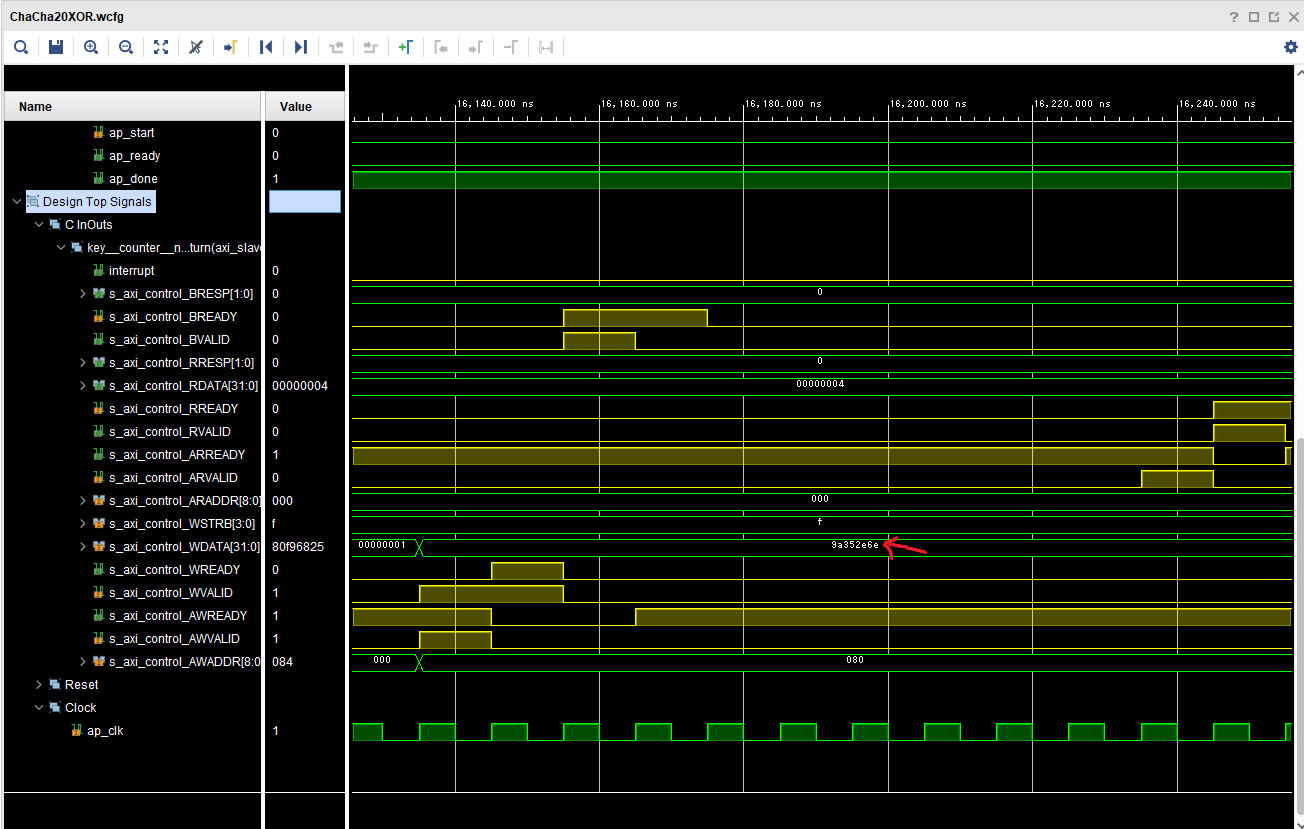 ChaCha20XOR.wcfg
Name Value
16,140.000 ns 16,160.000 ns 16,180.000 ns 16,200.000 ns 16,220.000 ns 16,240.000 ns
ap_start 0
ap_ready 0
ap_done 1
Design Top Signals
C InOuts
key__counter__n...turn(axi_slave
interrupt 0
s_axi_control_BRESP[1:0] 0 0
s_axi_control_BREADY 0
s_axi_control_BVALID 0
s_axi_control_RRESP[1:0] 0 0
s_axi_control_RDATA[31:0] 00000004 00000004
s_axi_control_RREADY 0
s_axi_control_RVALID 0
s_axi_control_ARREADY 1
s_axi_control_ARVALID 0
s_axi_control_ARADDR[8:0] 000 000
s_axi_control_WSTRB[3:0] f f
s_axi_control_WDATA[31:0] 80f96825 00000001 9a352e6e
s_axi_control_WREADY 0
s_axi_control_WVALID 1
s_axi_control_AWREADY 1
s_axi_control_AWVALID 1
s_axi_control_AWADDR[8:0 084 000 080
Reset
Clock
ap_clk 1